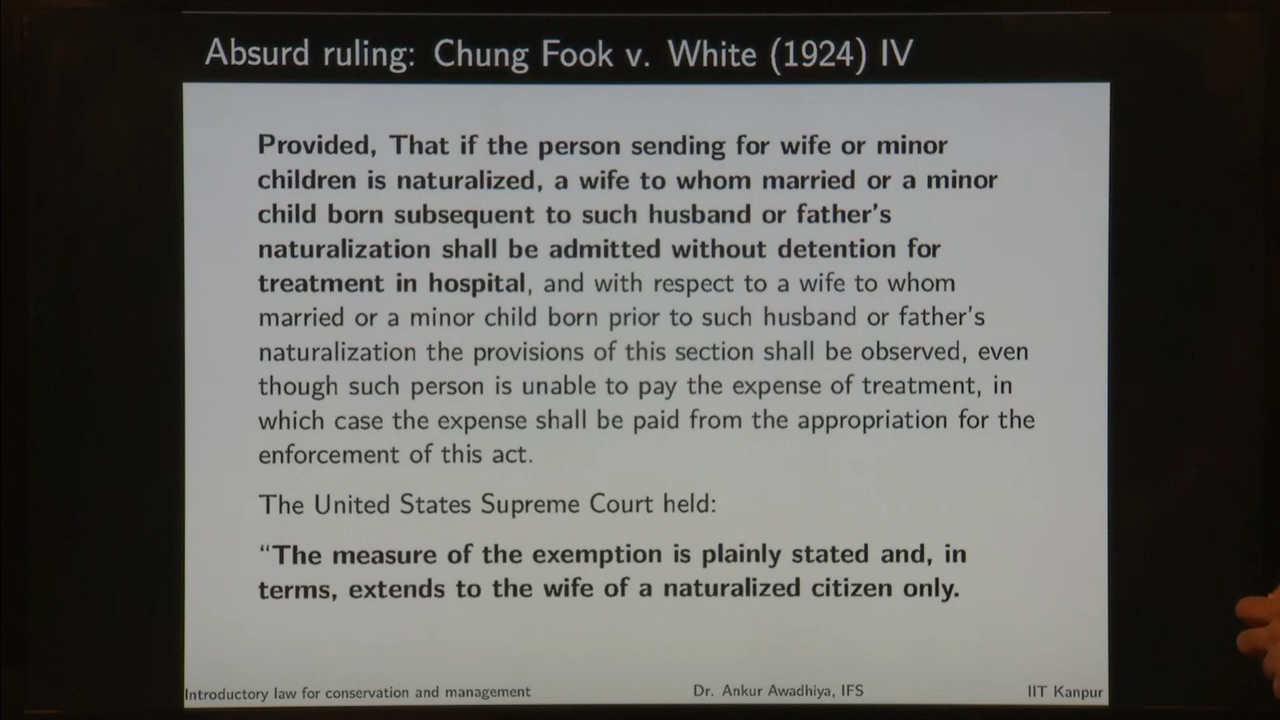 Absurd ruling: Chung Fook v. White (1924) IV
Provided, That if the person sending for wife or minor
children is naturalized, a wife to whom married or a minor
child born subsequent to such husband or father's
naturalization shall be admitted without detention for
treatment in hospital, and with respect to a wife to whom
married or a minor child born prior to such husband or father's
naturalization the provisions of this section shall be observed, even
though such person is unable to pay the expense of treatment, in
which case the expense shall be paid from the appropriation for the
enforcement of this act.
The United States Supreme Court held:
“The measure of the exemption is plainly stated and, in
terms, extends to the wife of a naturalized citizen only.
Introductory law for conservation and management Dr. Ankur Awadhiya, IFS IIT Kanpur